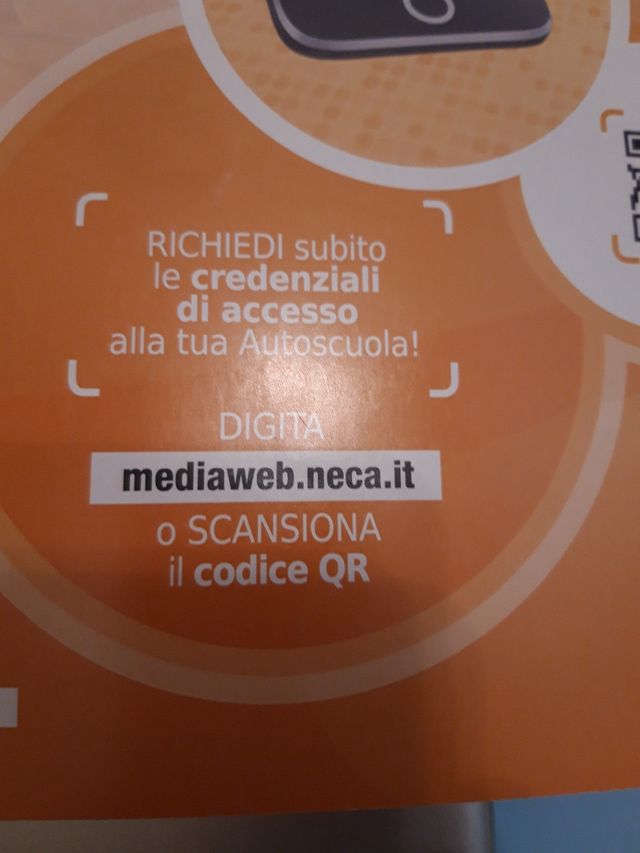 RICHIEDI subito
le credenziali
di accesso
alla tua Autoscuola!
DIGITA
mediaweb.neca.it
o SCANSIONA
il codice QR